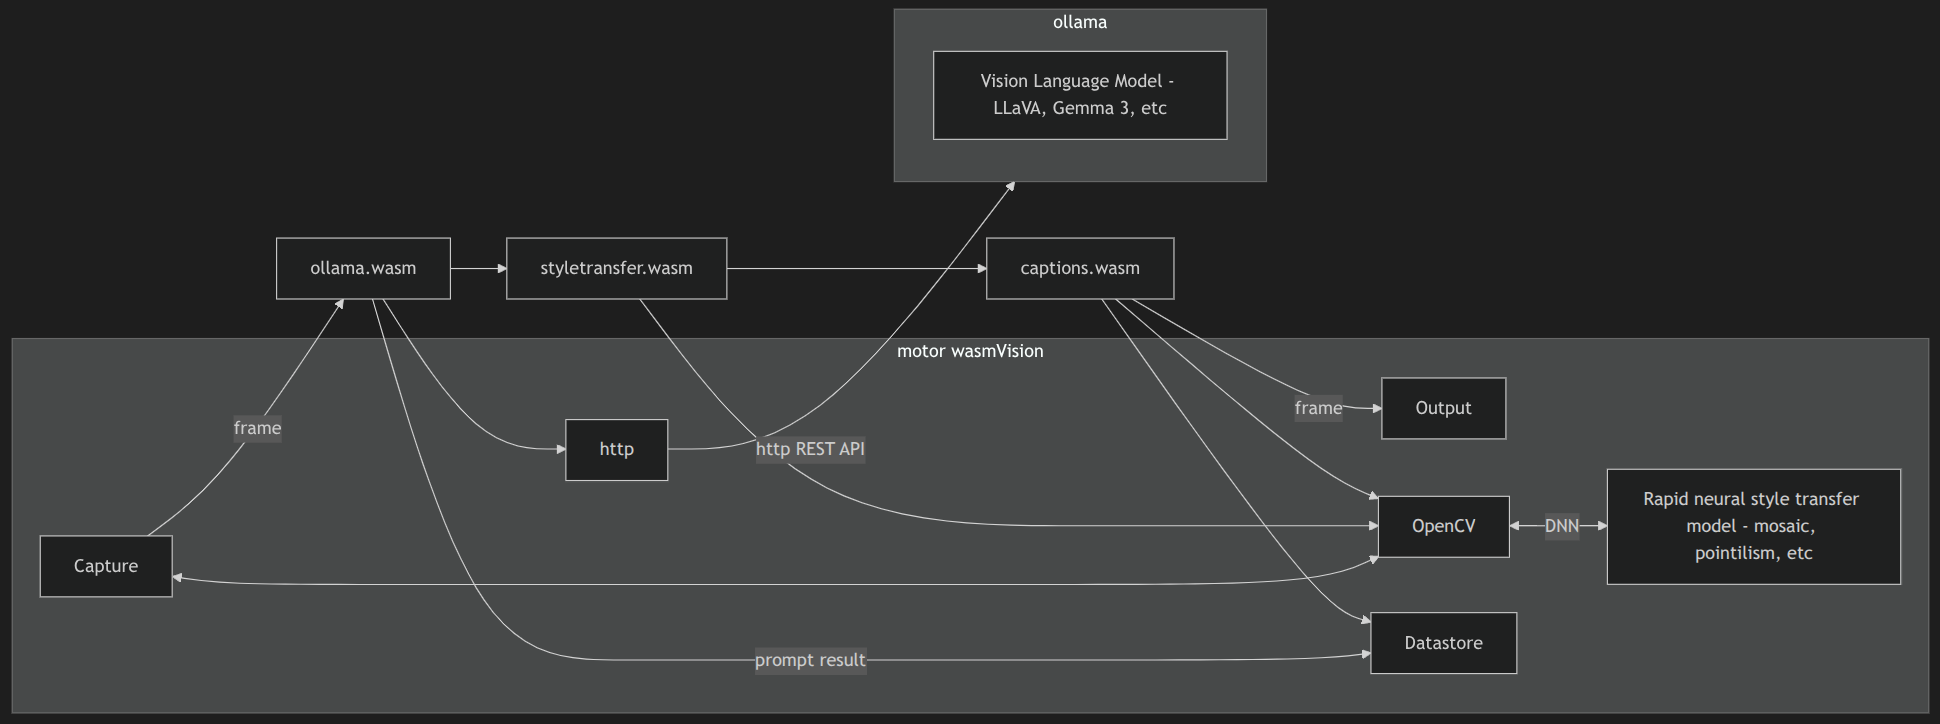 ollama
Vision Language Model -
LLaVA, Gemma 3, etc
ollama.wasm
styletransfer.wasm
captions.wasm
motor wasmVision
frame
http
http REST API
frame
Output
Capture
OpenCV
DNN
Rapid neural style transfer
model - mosaic,
pointilism, etc
prompt result
Datastore